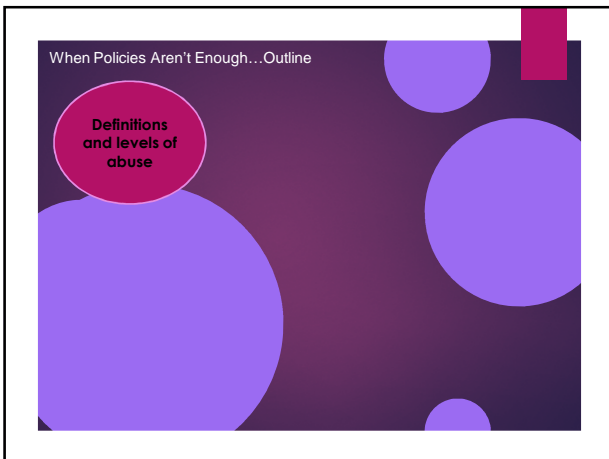 When Policies Aren't Enough…Outline
Definitions
and levels of
abuse